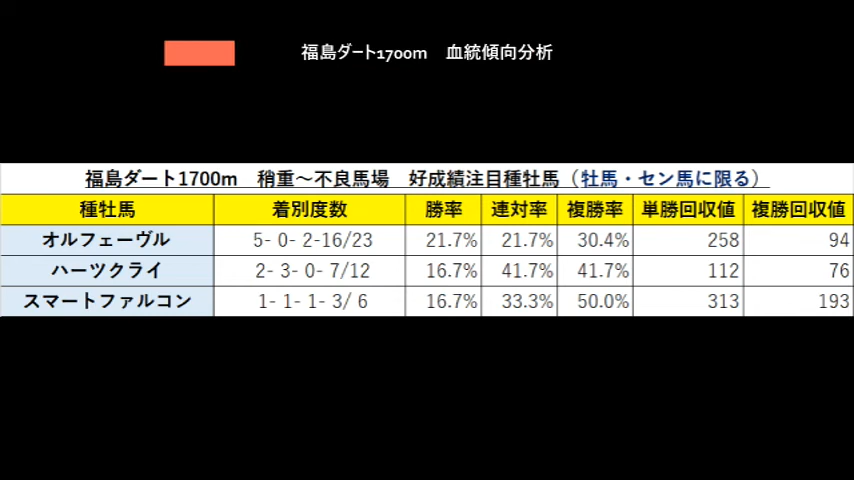 福島ダート1700m　血統傾向分析
福島ダート1700m　稍重～不良馬場　好成績注目種牡馬（牡馬・セン馬に限る）
種牡馬 着別度数 勝率 連対率 複勝率 単勝回収値 複勝回収値
オルフェーヴル 5- 0- 2-16/23 21.7% 21.7% 30.4% 258 94
ハーツクライ 2- 3- 0- 7/12 16.7% 41.7% 41.7% 112 76
スマートファルコン 1- 1- 1- 3/ 6 16.7% 33.3% 50.0% 313 193